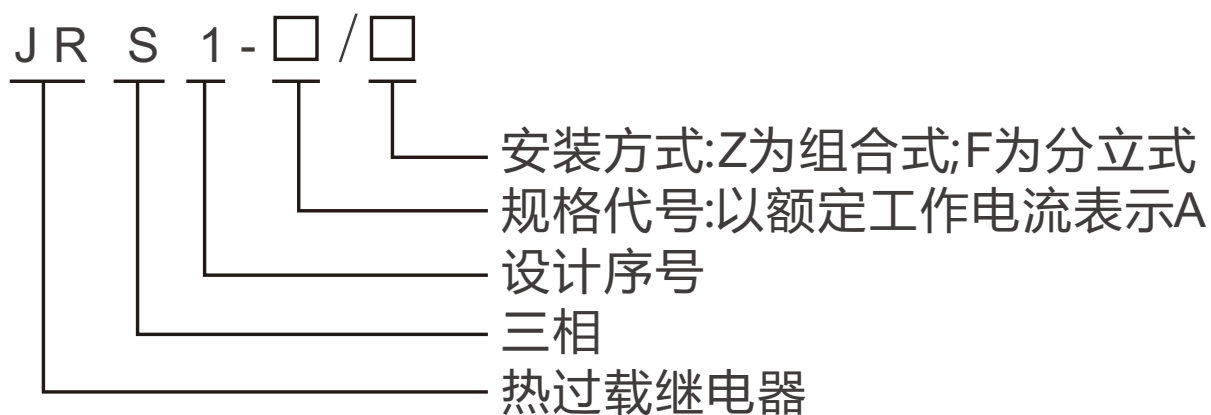 JR S 1-□/□
安装方式:Z为组合式;F为分立式
规格代号:以额定工作电流表示A
设计序号
三相
热过载继电器